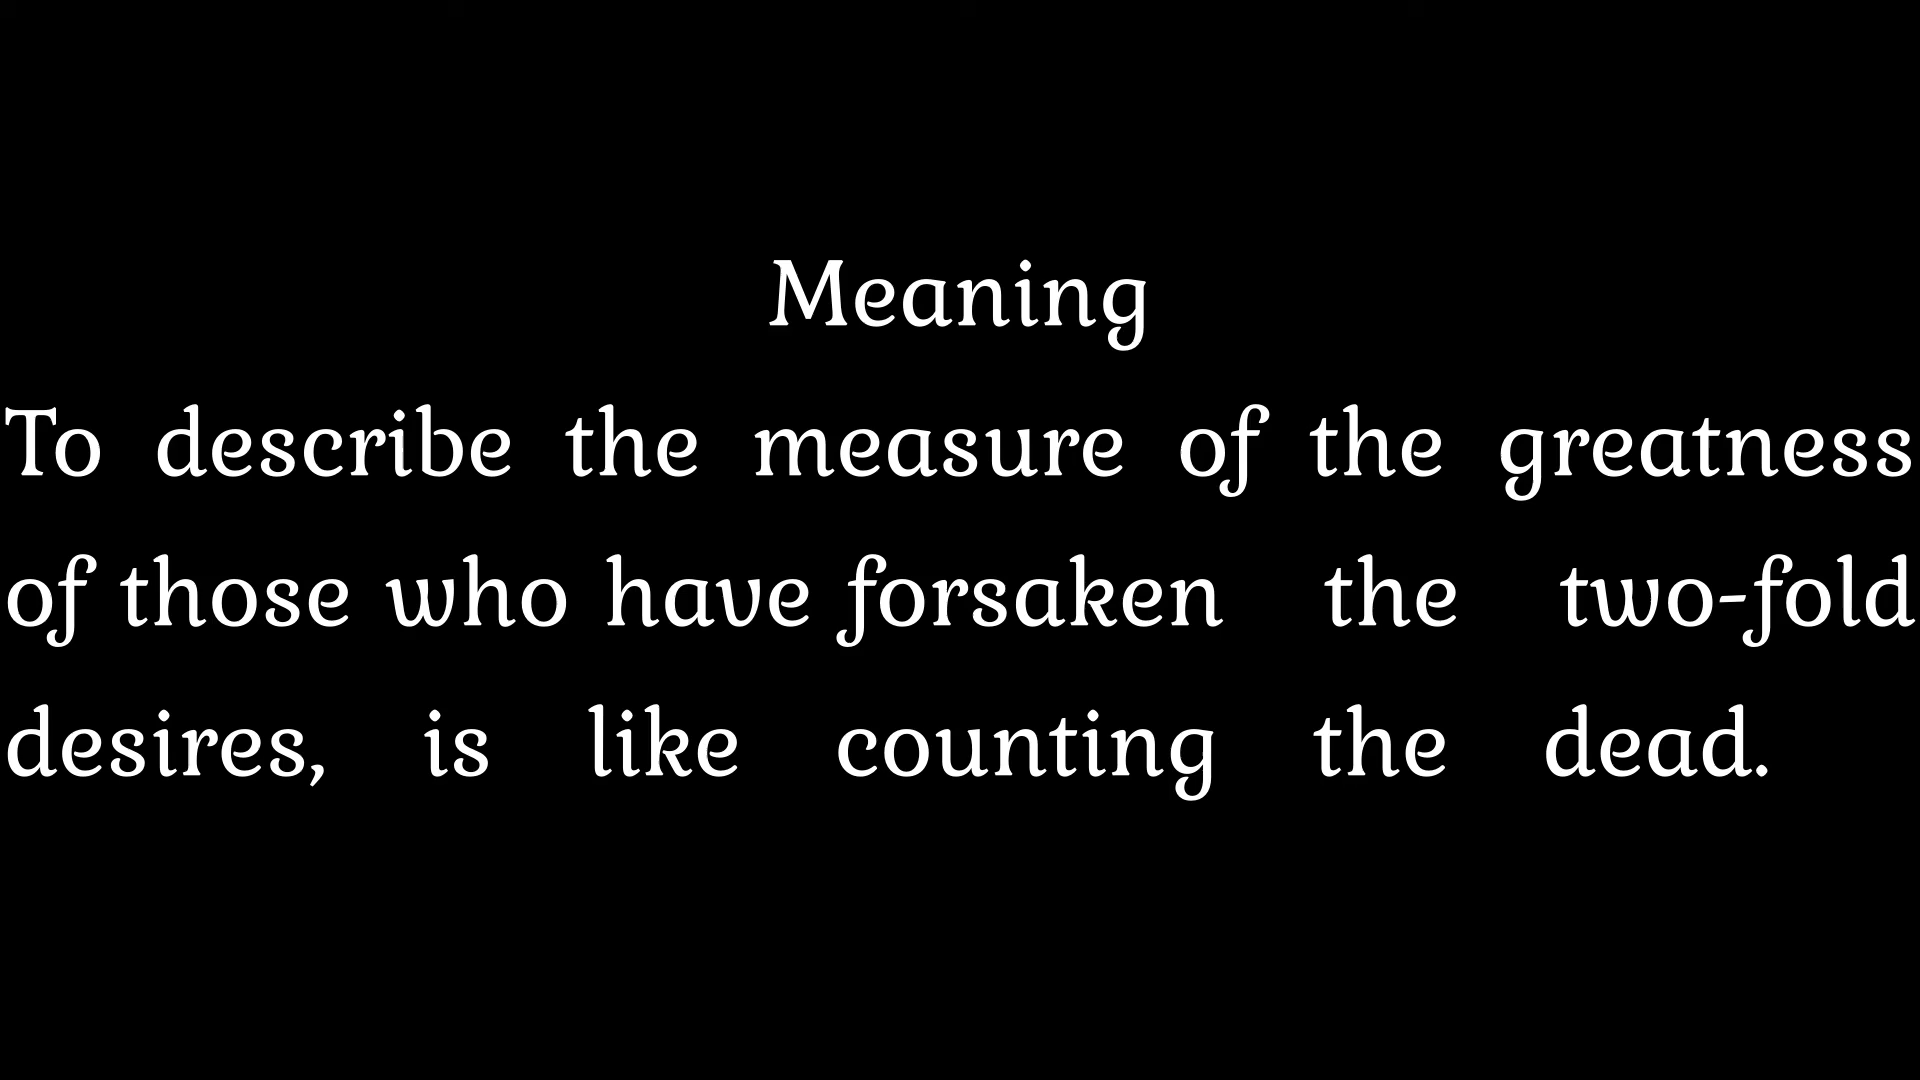 Meaning
To describe the measure of the greatness
of those who have forsaken the two-fold
desires, is like counting the dead.